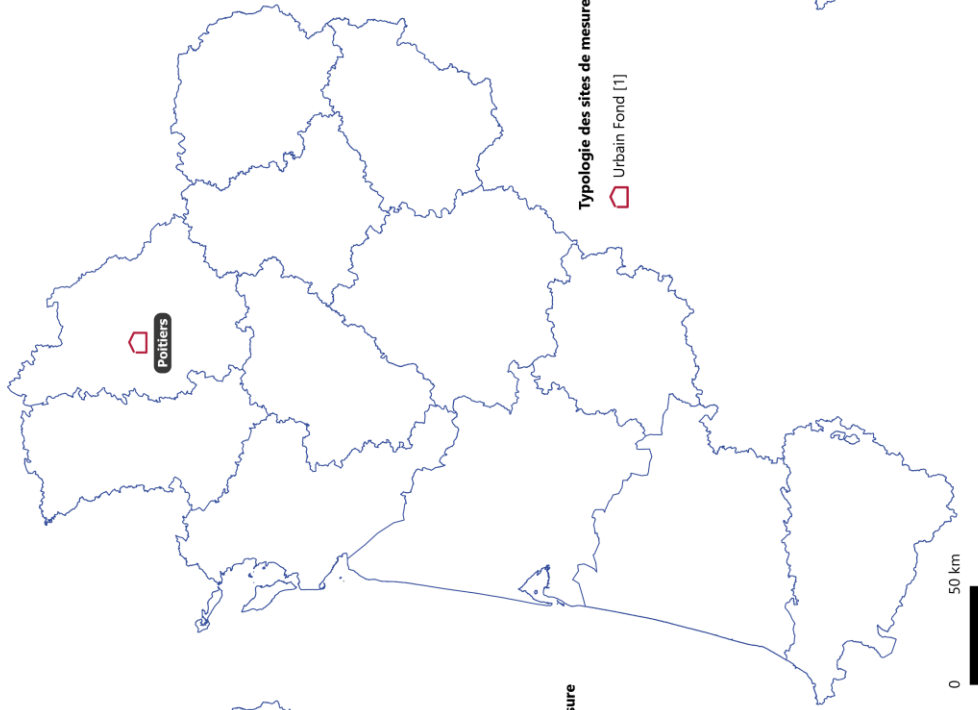 Poitiers
Typologie des sites de mesure
Urbain Fond [1]
sure
0
50 km